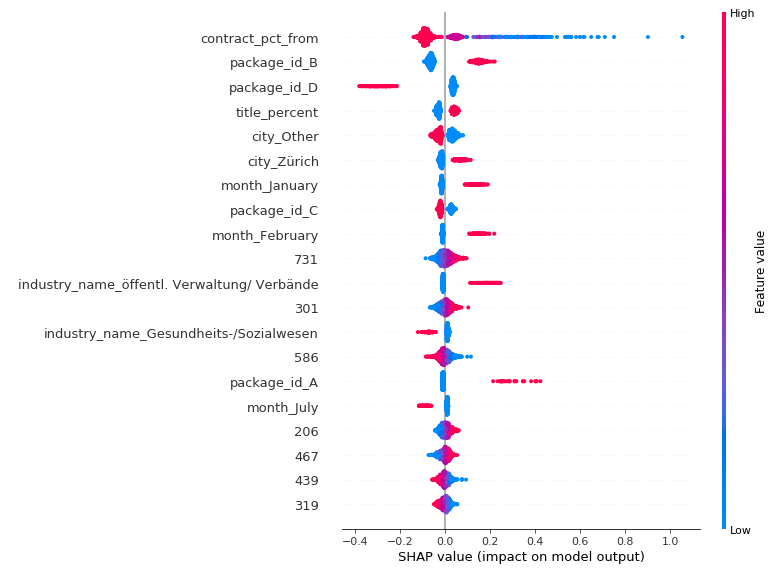 High
contract_pct_from
package_id_B
package_id_D
title_percent
city_Other
city_Zürich
month_January
package_id_C
month_February
731
industry_name_öffentl. Verwaltung/ Verbände
301
industry_name_Gesundheits-/Sozialwesen
586
package_id_A
month_July
206
467
439
319
Feature value
Low
−0.4 −0.2 0.0 0.2 0.4 0.6 0.8 1.0
SHAP value (impact on model output)